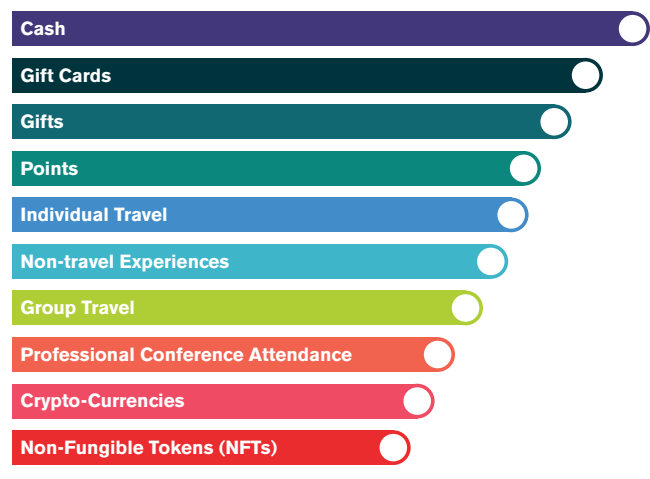 Cash
Gift Cards
Gifts
Points
Individual Travel
Non-travel Experiences
Group Travel
Professional Conference Attendance
Crypto-Currencies
Non-Fungible Tokens (NFTs)